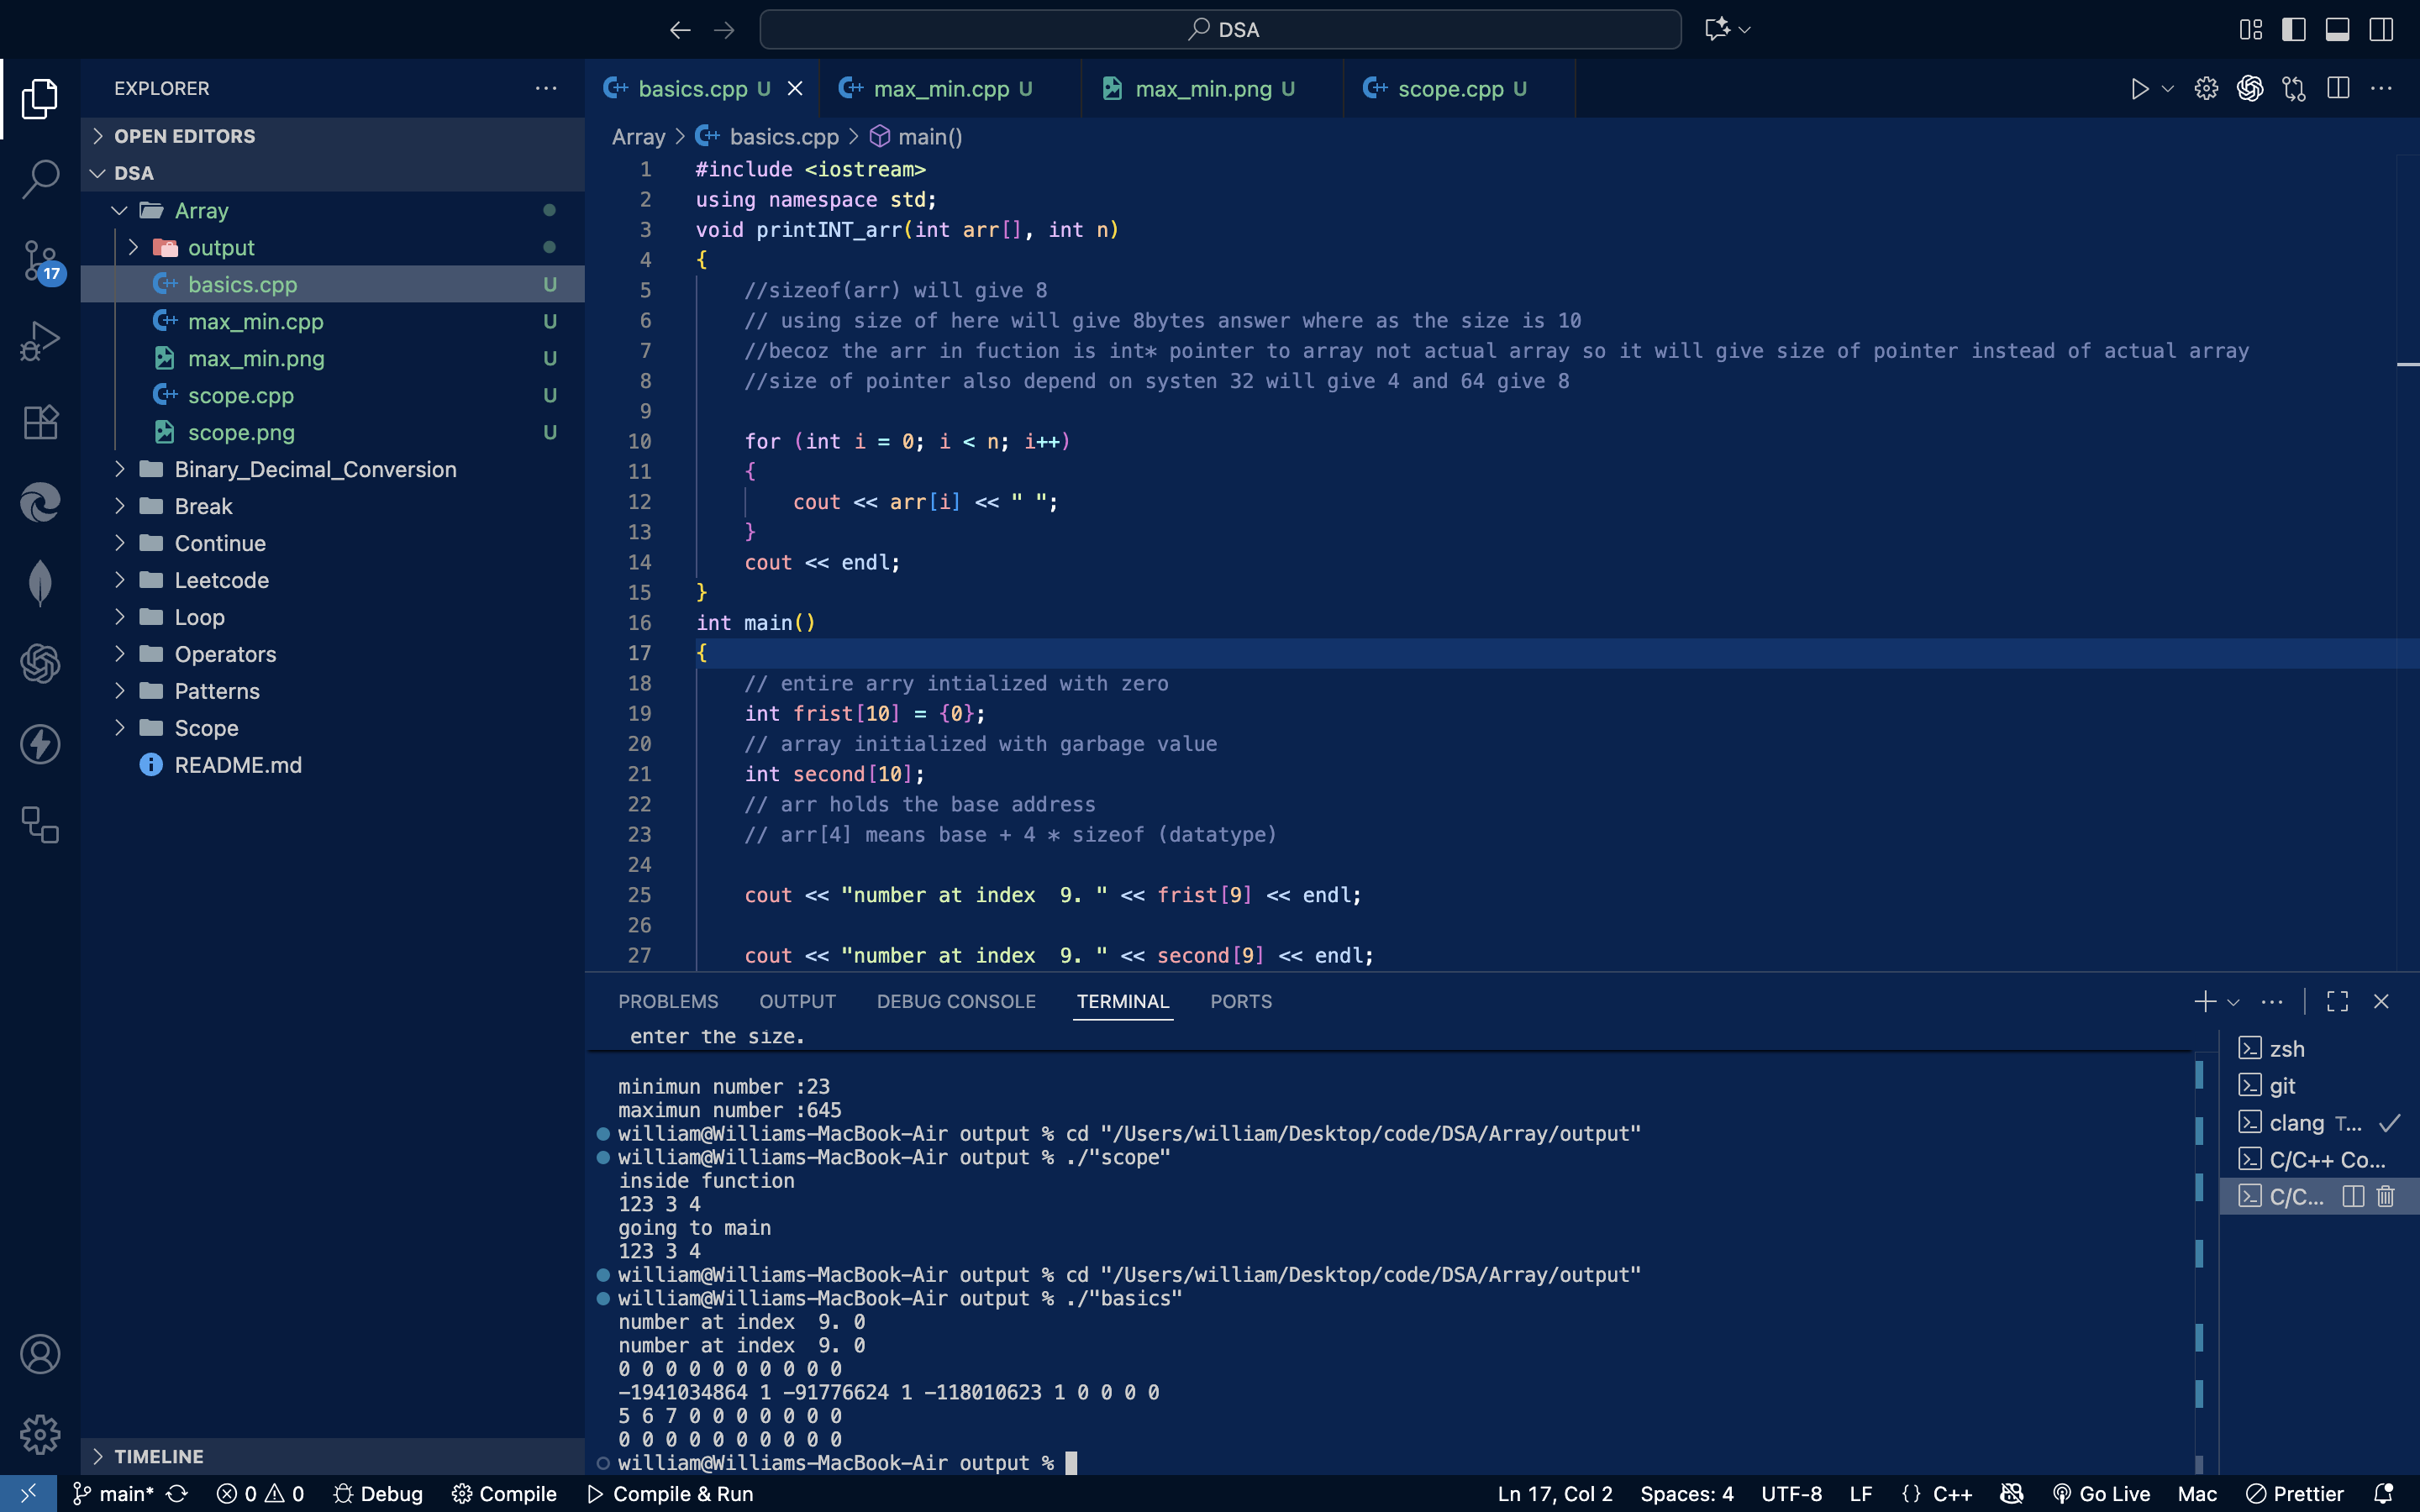 DSA
EXPLORER
OPEN EDITORS
DSA
Array
output
basics.cpp U
max_min.cpp U
max_min.png U
scope.cpp U
scope.png U
Binary_Decimal_Conversion
Break
Continue
Leetcode
Loop
Operators
Patterns
Scope
README.md
TIMELINE
17
basics.cpp U
max_min.cpp U
max_min.png U
scope.cpp U
Array > basics.cpp > main()
1 #include <iostream>
2 using namespace std;
3 void printINT_arr(int arr[], int n)
4 {
5 //sizeof(arr) will give 8
6 // using size of here will give 8bytes answer where as the size is 10
7 //becoz the arr in fuction is int* pointer to array not actual array so it will give size of pointer instead of actual array
8 //size of pointer also depend on systen 32 will give 4 and 64 give 8
9
10 for (int i = 0; i < n; i++)
11 {
12 cout << arr[i] << " ";
13 }
14 cout << endl;
15 }
16 int main()
17 {
18 // entire arry intialized with zero
19 int frist[10] = {0};
20 // array initialized with garbage value
21 int second[10];
22 // arr holds the base address
23 // arr[4] means base + 4 * sizeof (datatype)
24
25 cout << "number at index  9. " << frist[9] << endl;
26
27 cout << "number at index  9. " << second[9] << endl;
PROBLEMS OUTPUT DEBUG CONSOLE TERMINAL PORTS
enter the size.
minimun number :23
maximun number :645
william@Williams-MacBook-Air output % cd "/Users/william/Desktop/code/DSA/Array/output"
william@Williams-MacBook-Air output % ./"scope"
inside function
123 3 4
going to main
123 3 4
william@Williams-MacBook-Air output % cd "/Users/william/Desktop/code/DSA/Array/output"
william@Williams-MacBook-Air output % ./"basics"
number at index  9. 0
number at index  9. 0
0 0 0 0 0 0 0 0 0 0
-1941034864 1 -91776624 1 -118010623 1 0 0 0 0
5 6 7 0 0 0 0 0 0 0
0 0 0 0 0 0 0 0 0 0
william@Williams-MacBook-Air output %
zsh
git
clang T...
C/C++ Co...
C/C...
main* 0 0 Debug Compile Compile & Run Ln 17, Col 2 Spaces: 4 UTF-8 LF {} C++ Go Live Mac Prettier